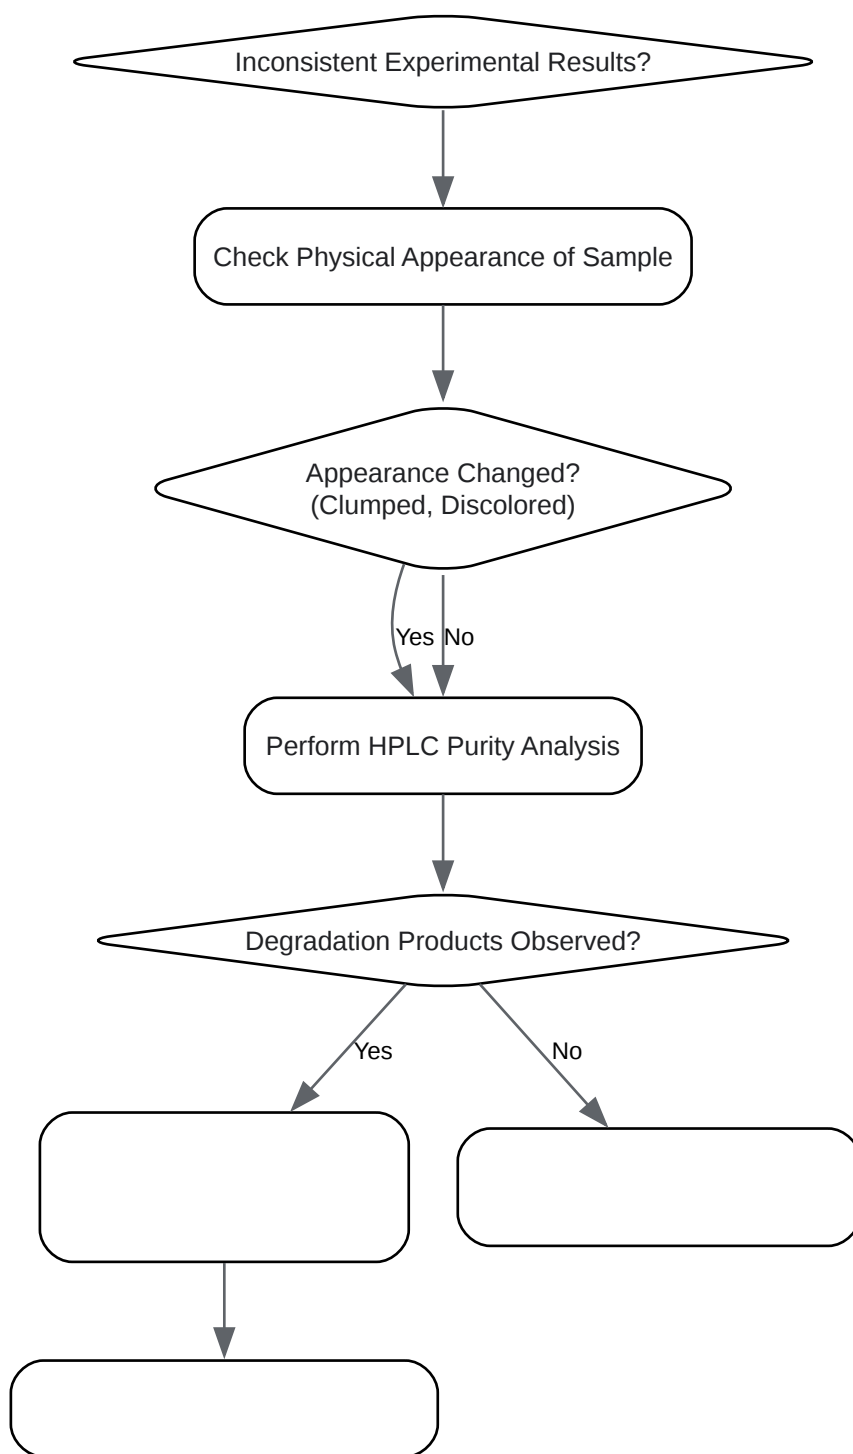 Inconsistent Experimental Results?
Check Physical Appearance of Sample
Appearance Changed?
(Clumped, Discolored)
Yes
No
Perform HPLC Purity Analysis
Degradation Products Observed?
Yes
No